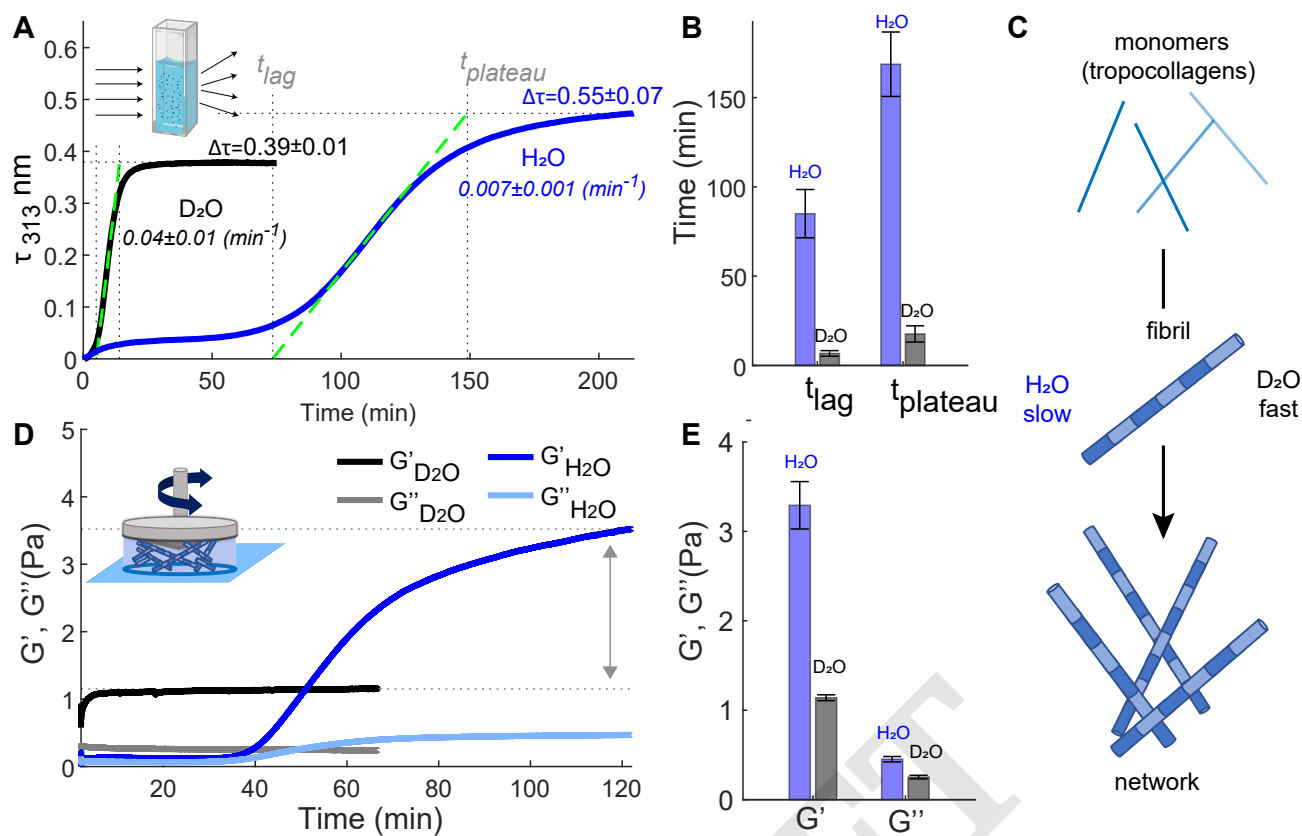 A
0.6
0.5
0.4
0.3
0.2
0.1
0
τ 313 nm
t lag
t plateau
Δτ=0.55±0.07
Δτ=0.39±0.01
H₂O
0.007±0.001 (min⁻¹)
D₂O
0.04±0.01 (min⁻¹)
0
50
100
150
200
Time (min)
B
Time (min)
150
100
50
0
H₂O
D₂O
H₂O
D₂O
tlag
tplateau
C
monomers
(tropocollagens)
fibril
H₂O
slow
D₂O
fast
network
D
5
4
3
2
1
0
G', G''(Pa)
G'D₂O
G'H₂O
G''D₂O
G''H₂O
20
40
60
80
100
120
Time (min)
E
G', G''(Pa)
4
3
2
1
0
H₂O
D₂O
H₂O
D₂O
G'
G''